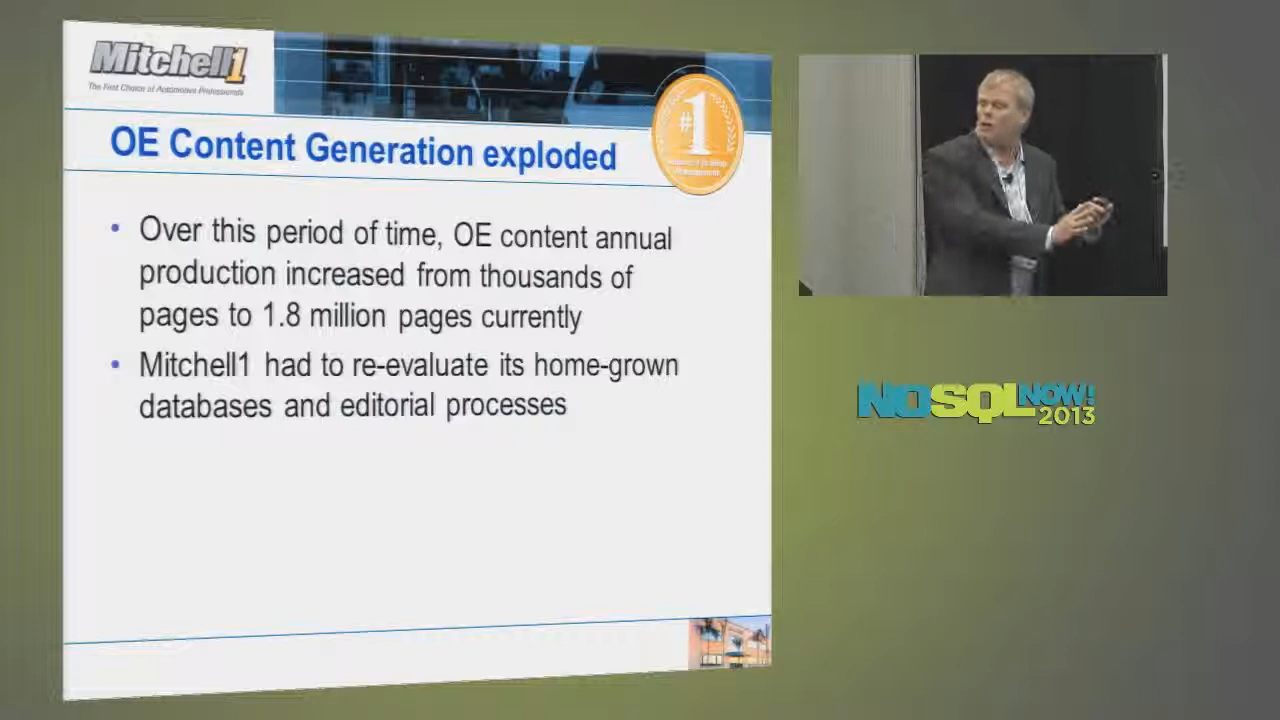 Mitchell1
The First Choice of Automotive Professionals
#1
OE Content Generation exploded
• Over this period of time, OE content annual
production increased from thousands of
pages to 1.8 million pages currently
• Mitchell1 had to re-evaluate its home-grown
databases and editorial processes
NOSQLNOW!
2013